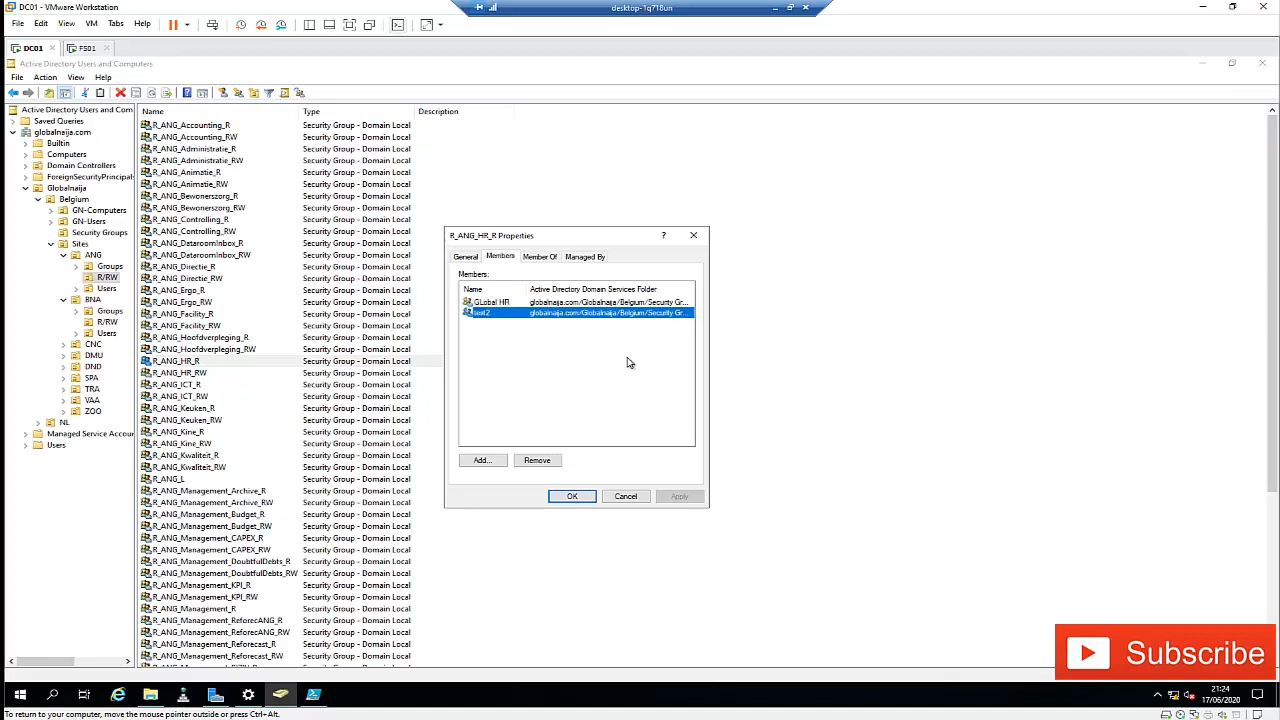 DC01 - VMware Workstation
desktop-1q718un
File Edit View VM Tabs Help
DC01
FS01
Active Directory Users and Computers
File Action View Help
Active Directory Users and Com
Saved Queries
globalnaija.com
Builtin
Computers
Domain Controllers
ForeignSecurityPrincipals
Globalnaija
Belgium
GN-Computers
GN-Users
Security Groups
Sites
ANG
Groups
R/RW
Users
BNA
Groups
R/RW
Users
CNC
DMU
DND
SPA
TRA
VAA
ZOO
NL
Managed Service Accour
Users
Name Type Description
R_ANG_Accounting_R Security Group - Domain Local
R_ANG_Accounting_RW Security Group - Domain Local
R_ANG_Administratie_R Security Group - Domain Local
R_ANG_Administratie_RW Security Group - Domain Local
R_ANG_Animatie_R Security Group - Domain Local
R_ANG_Animatie_RW Security Group - Domain Local
R_ANG_Bewonerszorg_R Security Group - Domain Local
R_ANG_Bewonerszorg_RW Security Group - Domain Local
R_ANG_Controlling_R Security Group - Domain Local
R_ANG_Controlling_RW Security Group - Domain Local
R_ANG_DataroomInbox_R Security Group - Domain Local
R_ANG_DataroomInbox_RW Security Group - Domain Local
R_ANG_Directie_R Security Group - Domain Local
R_ANG_Directie_RW Security Group - Domain Local
R_ANG_Ergo_R Security Group - Domain Local
R_ANG_Ergo_RW Security Group - Domain Local
R_ANG_Facility_R Security Group - Domain Local
R_ANG_Facility_RW Security Group - Domain Local
R_ANG_Hoofdverpleging_R Security Group - Domain Local
R_ANG_Hoofdverpleging_RW Security Group - Domain Local
R_ANG_HR_R Security Group - Domain Local
R_ANG_HR_RW Security Group - Domain Local
R_ANG_ICT_R Security Group - Domain Local
R_ANG_ICT_RW Security Group - Domain Local
R_ANG_Keuken_R Security Group - Domain Local
R_ANG_Keuken_RW Security Group - Domain Local
R_ANG_Kine_R Security Group - Domain Local
R_ANG_Kine_RW Security Group - Domain Local
R_ANG_Kwaliteit_R Security Group - Domain Local
R_ANG_Kwaliteit_RW Security Group - Domain Local
R_ANG_L Security Group - Domain Local
R_ANG_Management_Archive_R Security Group - Domain Local
R_ANG_Management_Archive_RW Security Group - Domain Local
R_ANG_Management_Budget_R Security Group - Domain Local
R_ANG_Management_Budget_RW Security Group - Domain Local
R_ANG_Management_CAPEX_R Security Group - Domain Local
R_ANG_Management_CAPEX_RW Security Group - Domain Local
R_ANG_Management_DoubtfulDebts_R Security Group - Domain Local
R_ANG_Management_DoubtfulDebts_RW Security Group - Domain Local
R_ANG_Management_KPI_R Security Group - Domain Local
R_ANG_Management_KPI_RW Security Group - Domain Local
R_ANG_Management_R Security Group - Domain Local
R_ANG_Management_ReforecANG_R Security Group - Domain Local
R_ANG_Management_ReforecANG_RW Security Group - Domain Local
R_ANG_Management_Reforecast_R Security Group - Domain Local
R_ANG_Management_Reforecast_RW Security Group - Domain Local
R_ANG_HR_R Properties
General Members Member Of Managed By
Members:
Name Active Directory Domain Services Folder
GLobal HR globalnaija.com/Globalnaija/Belgium/Security Gr...
test2 globalnaija.com/Globalnaija/Belgium/Security Gr...
Add... Remove
OK Cancel Apply
Subscribe
21:24
17/06/2020
To return to your computer, move the mouse pointer outside or press Ctrl+Alt.